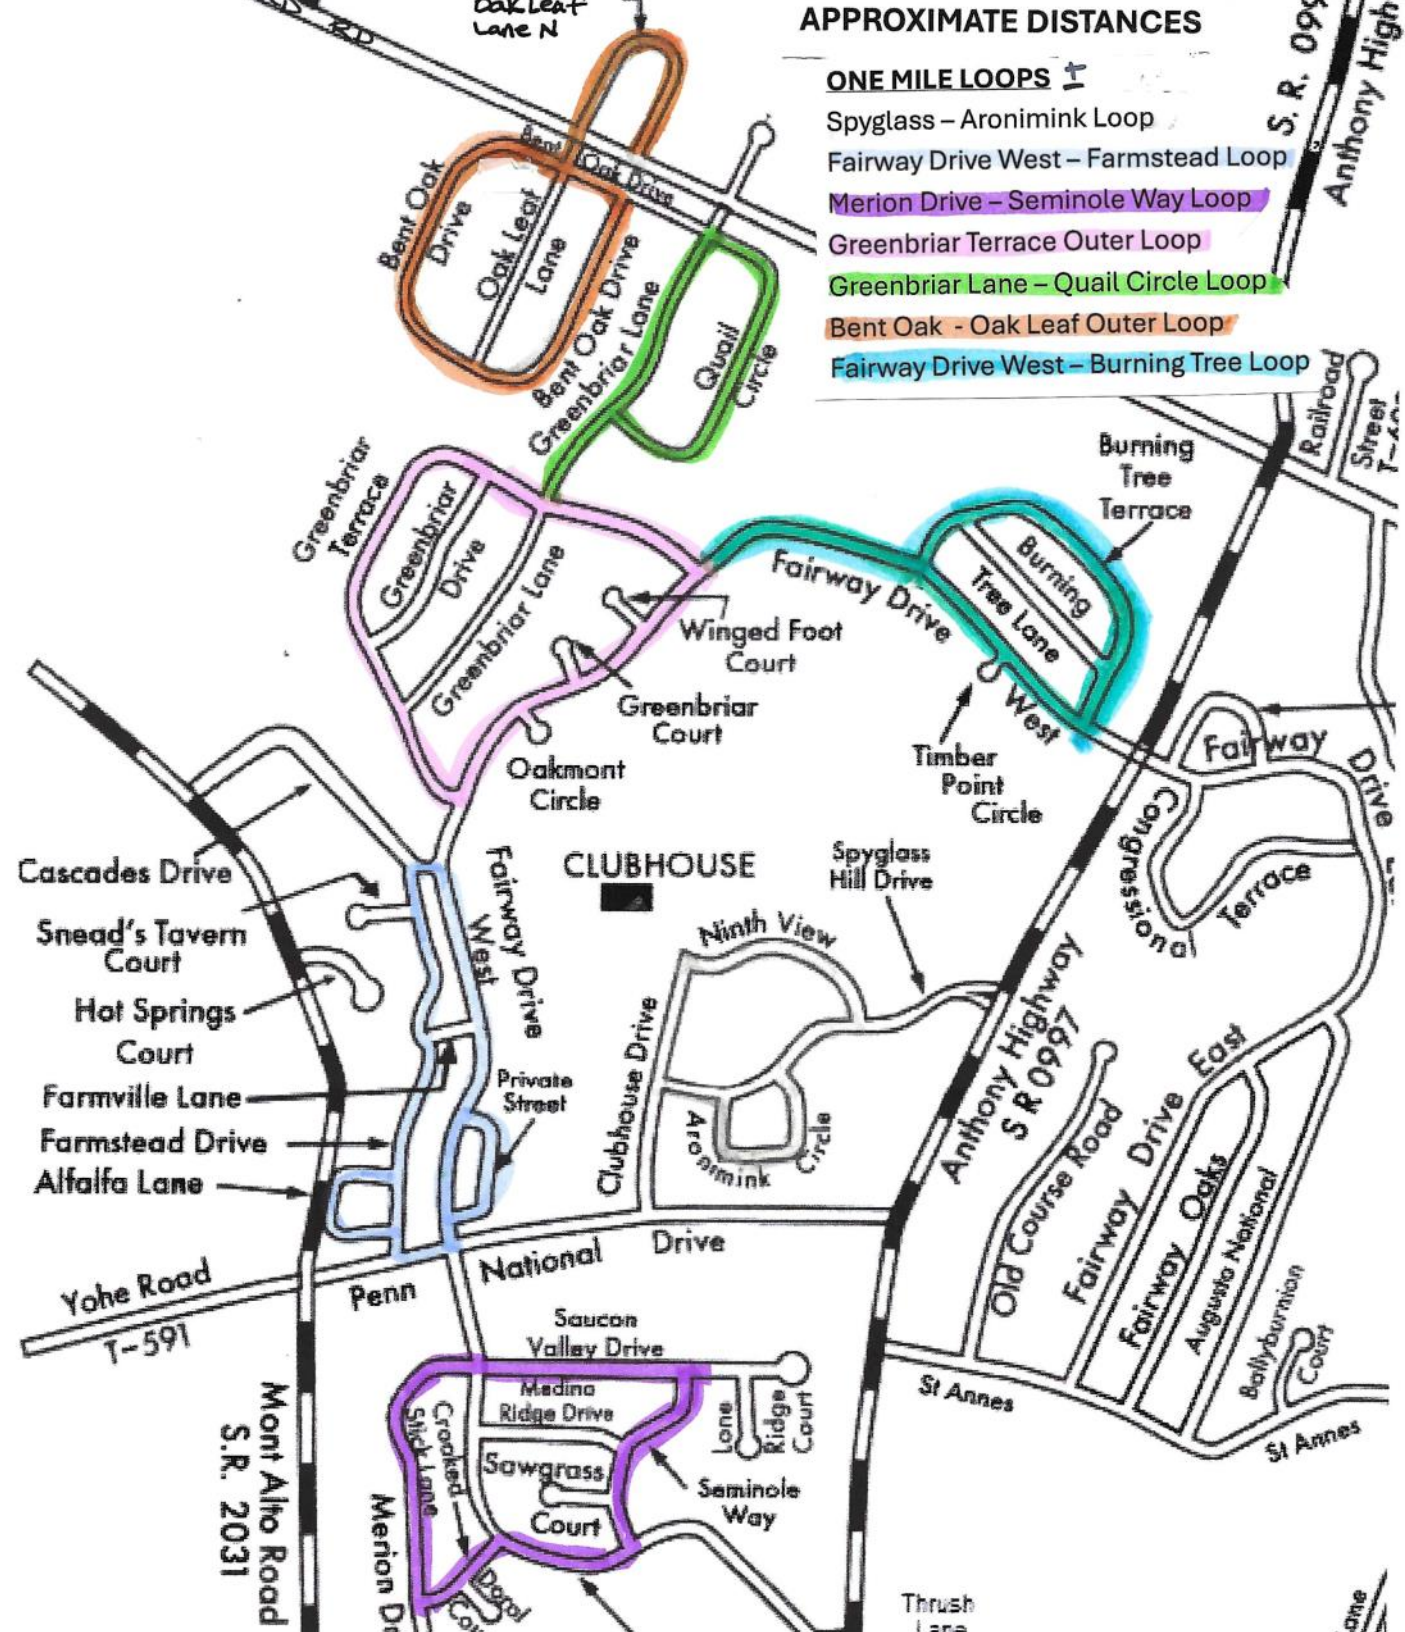 Oak Leaf
Lane N
RD
APPROXIMATE DISTANCES
ONE MILE LOOPS ±
Spyglass – Aronimink Loop
Fairway Drive West – Farmstead Loop
Merion Drive – Seminole Way Loop
Greenbriar Terrace Outer Loop
Greenbriar Lane – Quail Circle Loop
Bent Oak - Oak Leaf Outer Loop
Fairway Drive West – Burning Tree Loop
S. R. 099
Anthony High
Bent Oak Drive
Bent Oak
Drive
Oak Leaf
Lane
Bent Oak Drive
Greenbriar Lane
Quail
Circle
Railroad
Street
Burning
Tree
Terrace
Greenbriar
Terrace
Greenbriar
Drive
Greenbriar Lane
Fairway Drive
West
Burning
Tree Lane
Winged Foot
Court
Greenbriar
Court
Oakmont
Circle
Timber
Point
Circle
Fairway
Drive
Congressional
Terrace
Cascades Drive
Snead's Tavern
Court
Hot Springs
Court
Farmville Lane
Farmstead Drive
Alfalfa Lane
Fairway Drive
West
CLUBHOUSE
Spyglass
Hill Drive
Ninth View
Clubhouse Drive
Aronimink
Circle
Private
Street
Anthony Highway
S R 0997
Old Course Road
Fairway Drive East
Fairway Oaks
Augusta National
Ballyburnion
Court
St Annes
St Annes
Yohe Road
T-591
Penn National Drive
Saucon
Valley Drive
Medina
Ridge Drive
Lone
Ridge
Court
Crooked
Stick Lane
Sawgrass
Court
Seminole
Way
Merion Dr
Doral
Mont Alto Road
S.R. 2031
Thrush
Lane